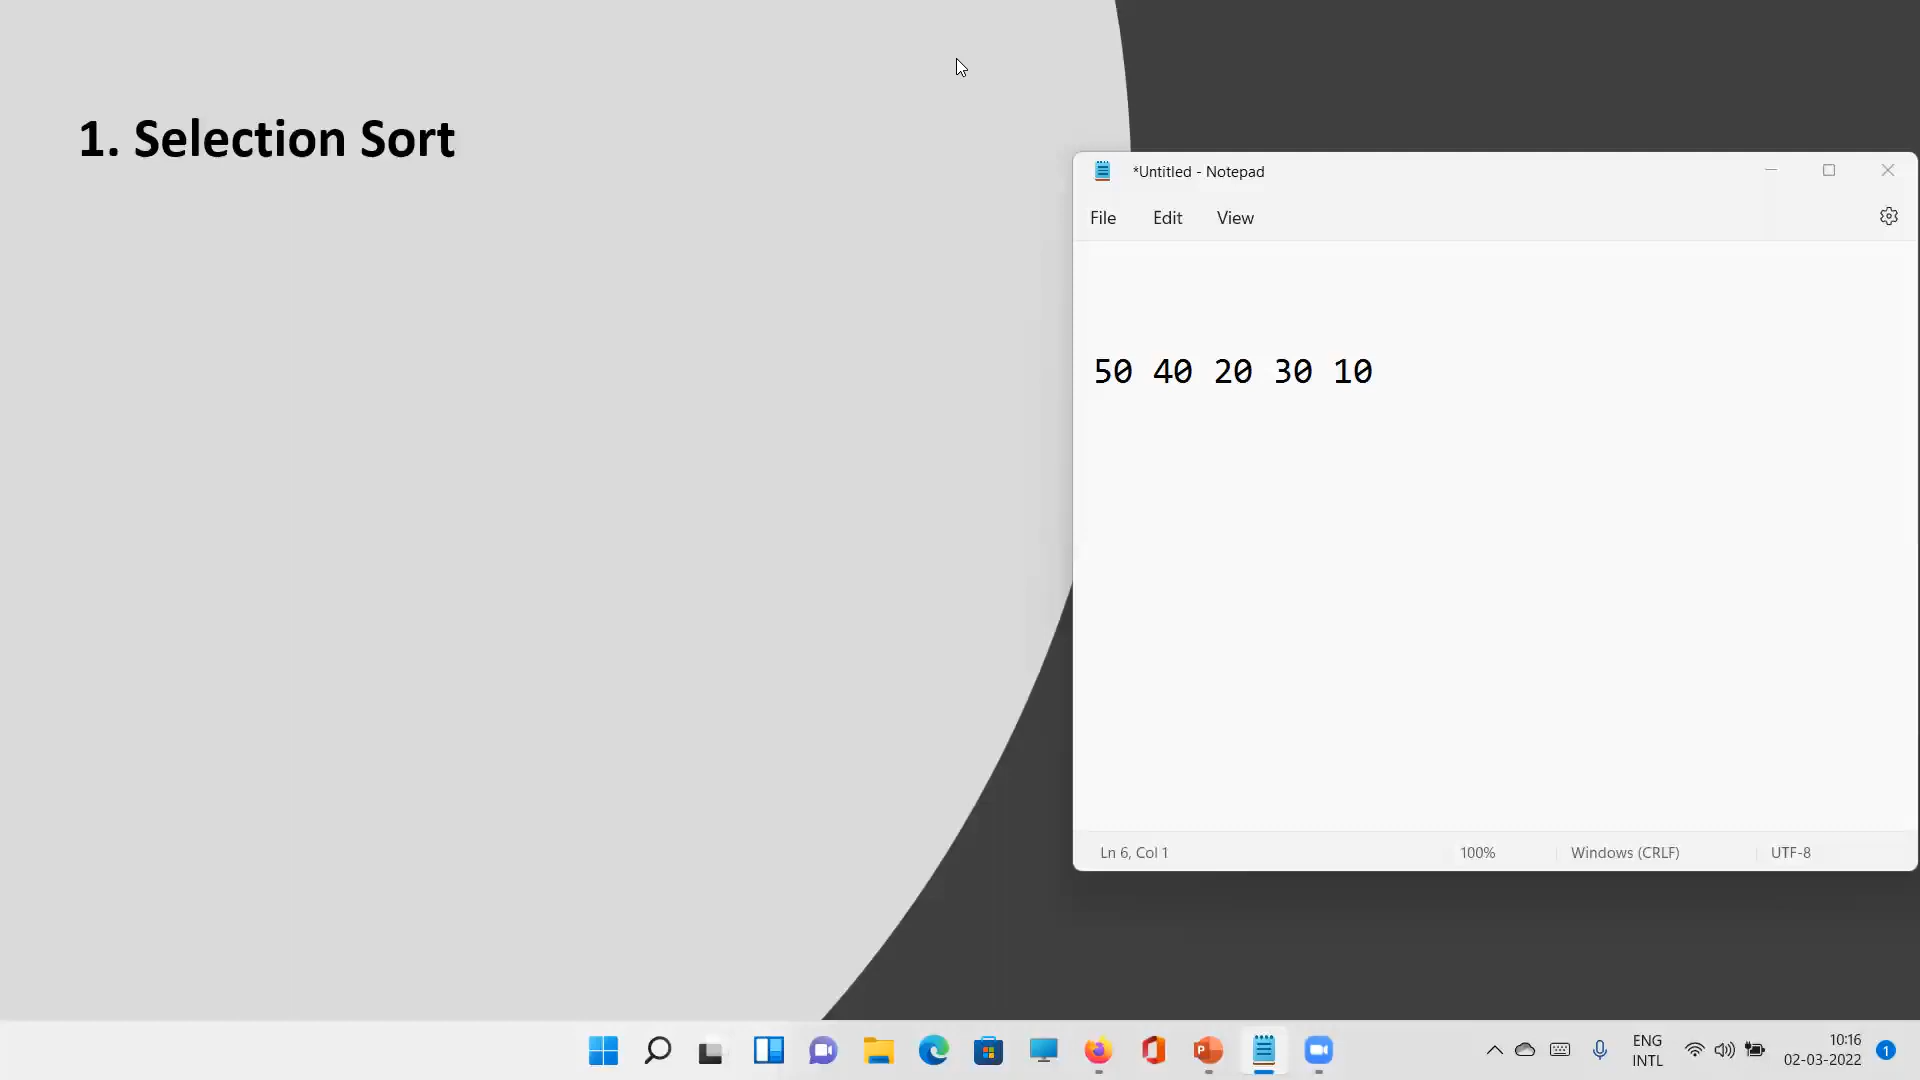 1. Selection Sort
*Untitled - Notepad
File Edit View
50 40 20 30 10
Ln 6, Col 1 100% Windows (CRLF) UTF-8
ENG
INTL
10:16
02-03-2022
1